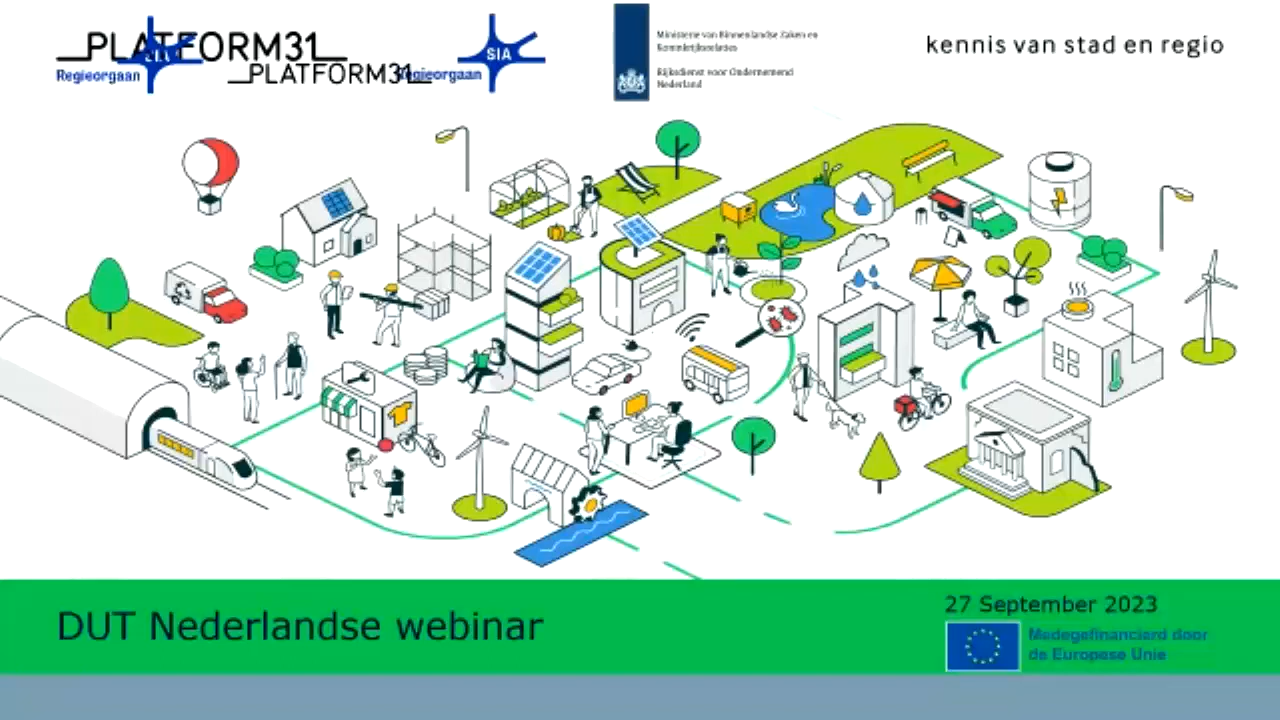 PLATFORM31
SIA
Regieorgaan
PLATFORM31
Regieorgaan
SIA
Ministerie van Binnenlandse Zaken en
Koninkrijksrelaties
Rijksdienst voor Ondernemend
Nederland
kennis van stad en regio
DUT Nederlandse webinar
27 September 2023
Medegefinancierd door
de Europese Unie